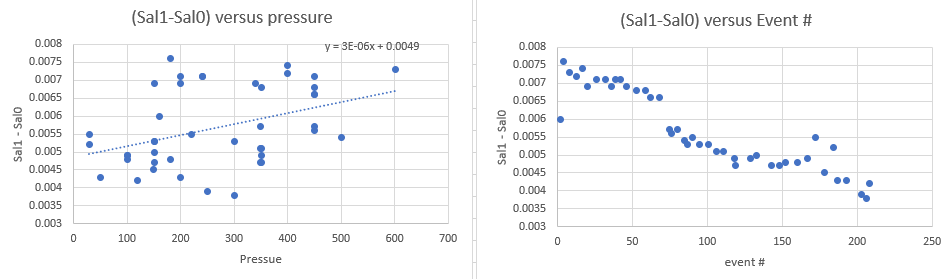 (Sal1-Sal0) versus pressure
y = 3E-06x + 0.0049
0.008
0.0075
0.007
0.0065
0.006
0.0055
0.005
0.0045
0.004
0.0035
0.003
Sal1 - Sal0
0 100 200 300 400 500 600 700
Pressue
(Sal1-Sal0) versus Event #
0.008
0.0075
0.007
0.0065
0.006
0.0055
0.005
0.0045
0.004
0.0035
0.003
Sal1 - Sal0
0 50 100 150 200 250
event #